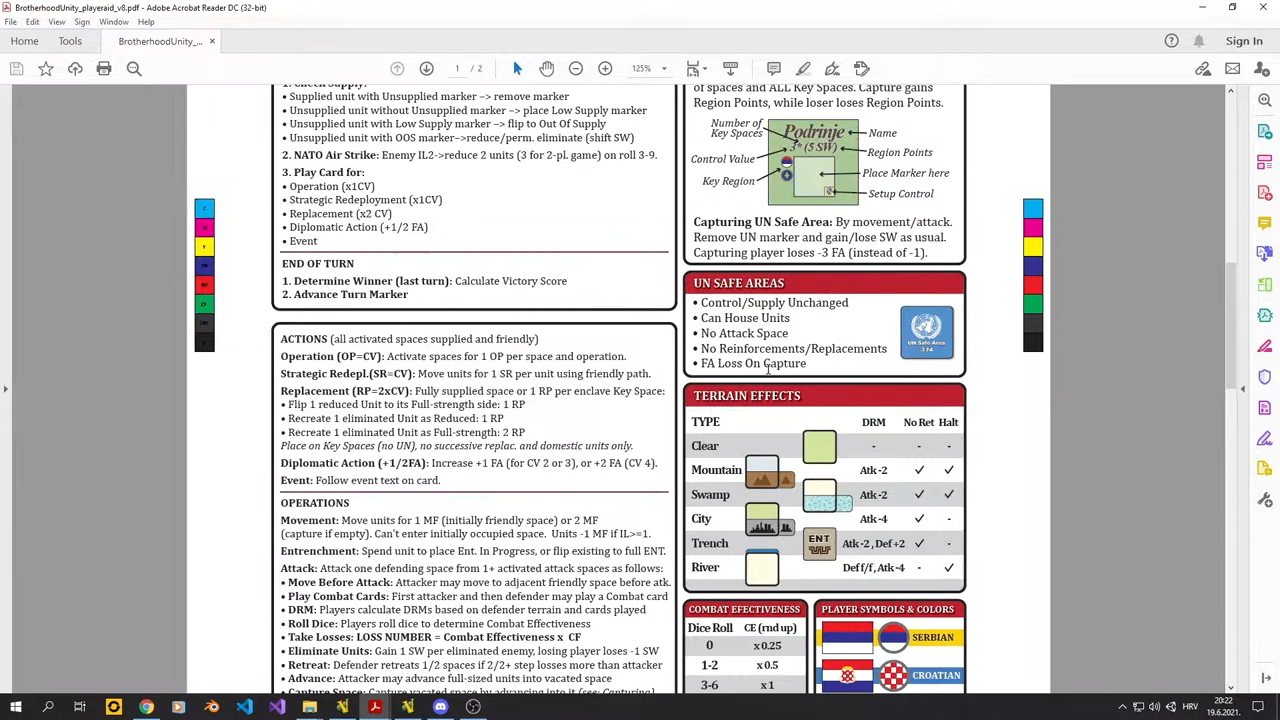 BrotherhoodUnity_playeraid_v8.pdf - Adobe Acrobat Reader DC (32-bit)
File Edit View Sign Window Help
Home Tools BrotherhoodUnity_... × Sign In
1 / 2 125%
• Supplied unit with Unsupplied marker –> remove marker
• Unsupplied unit without Unsupplied marker –> place Low Supply marker
• Unsupplied unit with Low Supply marker –> flip to Out Of Supply
• Unsupplied unit with OOS marker–>reduce/perm. eliminate (shift SW)
2. NATO Air Strike: Enemy IL2->reduce 2 units (3 for 2-pl. game) on roll 3-9.
3. Play Card for:
• Operation (x1CV)
• Strategic Redeployment (x1CV)
• Replacement (x2 CV)
• Diplomatic Action (+1/2 FA)
• Event
END OF TURN
1. Determine Winner (last turn): Calculate Victory Score
2. Advance Turn Marker
ACTIONS (all activated spaces supplied and friendly)
Operation (OP=CV): Activate spaces for 1 OP per space and operation.
Strategic Redepl.(SR=CV): Move units for 1 SR per unit using friendly path.
Replacement (RP=2xCV): Fully supplied space or 1 RP per enclave Key Space:
• Flip 1 reduced Unit to its Full-strength side: 1 RP
• Recreate 1 eliminated Unit as Reduced: 1 RP
• Recreate 1 eliminated Unit as Full-strength: 2 RP
Place on Key Spaces (no UN), no successive replac. and domestic units only.
Diplomatic Action (+1/2FA): Increase +1 FA (for CV 2 or 3), or +2 FA (CV 4).
Event: Follow event text on card.
OPERATIONS
Movement: Move units for 1 MF (initially friendly space) or 2 MF
(capture if empty). Can't enter initially occupied space. Units -1 MF if IL>=1.
Entrenchment: Spend unit to place Ent. In Progress, or flip existing to full ENT.
Attack: Attack one defending space from 1+ activated attack spaces as follows:
• Move Before Attack: Attacker may move to adjacent friendly space before atk.
• Play Combat Cards: First attacker and then defender may play a Combat card
• DRM: Players calculate DRMs based on defender terrain and cards played
• Roll Dice: Players roll dice to determine Combat Effectiveness
• Take Losses: LOSS NUMBER = Combat Effectiveness x CF
• Eliminate Units: Gain 1 SW per eliminated enemy, losing player loses -1 SW
• Retreat: Defender retreats 1/2 spaces if 2/2+ step losses more than attacker
• Advance: Attacker may advance full-sized units into vacated space
• Capture Space: Capture vacated space by advancing into it (see: Capturing)
of spaces and ALL Key Spaces. Capture gains
Region Points, while loser loses Region Points.
Number of
Key Spaces
Control Value
Key Region
Podrinje
3* (5 SW)
Name
Region Points
Place Marker here
Setup Control
Capturing UN Safe Area: By movement/attack.
Remove UN marker and gain/lose SW as usual.
Capturing player loses -3 FA (instead of -1).
UN SAFE AREAS
• Control/Supply Unchanged
• Can House Units
• No Attack Space
• No Reinforcements/Replacements
• FA Loss On Capture
UN Safe Area
3 FA
TERRAIN EFFECTS
TYPE DRM No Ret Halt
Clear - - -
Mountain Atk -2 ✓ ✓
Swamp Atk -2 ✓ ✓
City Atk -4 ✓ -
Trench ENT Atk -2 , Def +2 ✓ -
River Def f/f, Atk -4 - ✓
COMBAT EFECTIVENESS
Dice Roll CE (rnd up)
0 x 0.25
1-2 x 0.5
3-6 x 1
PLAYER SYMBOLS & COLORS
SERBIAN
CROATIAN
HRV 20:22
19.6.2021.